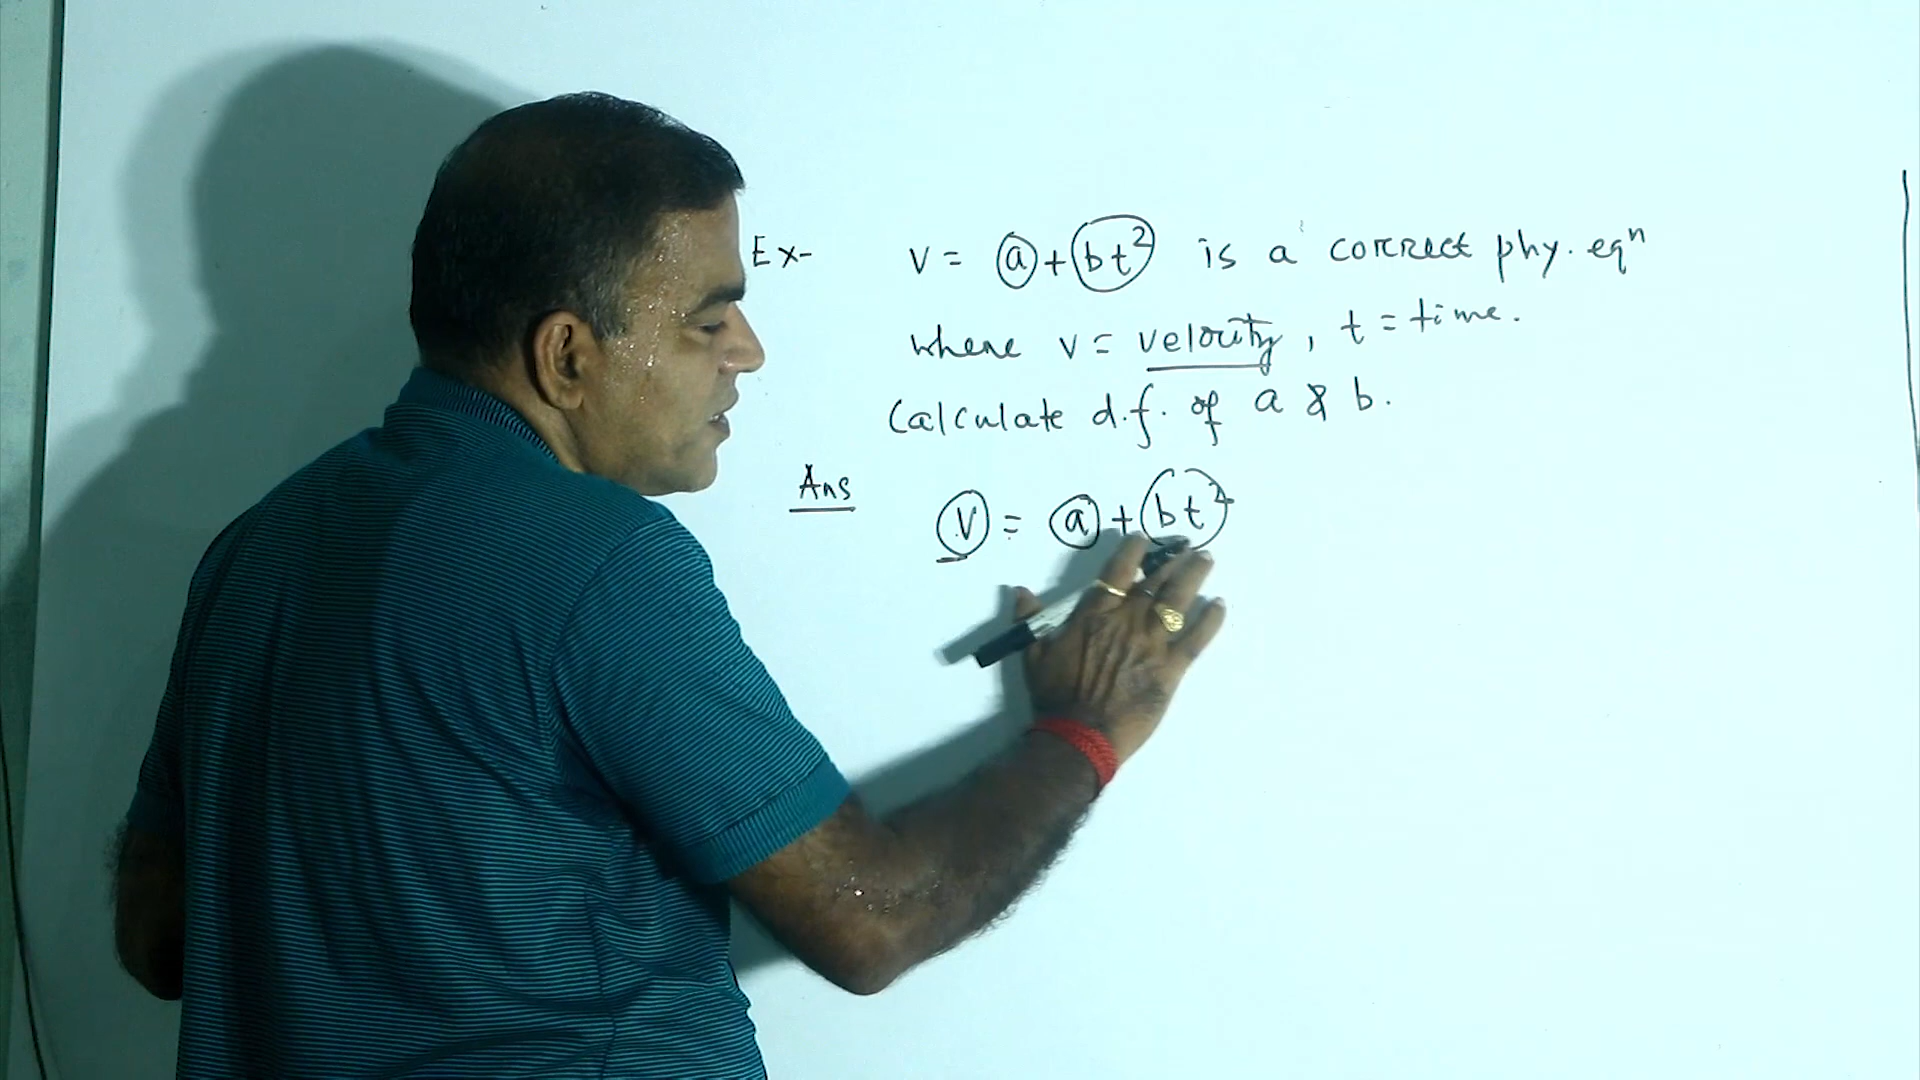 Ex- v = a + bt² is a correct phy. eqⁿ
where v = velocity, t = time.
Calculate d.f. of a & b.
Ans
v = a + bt²